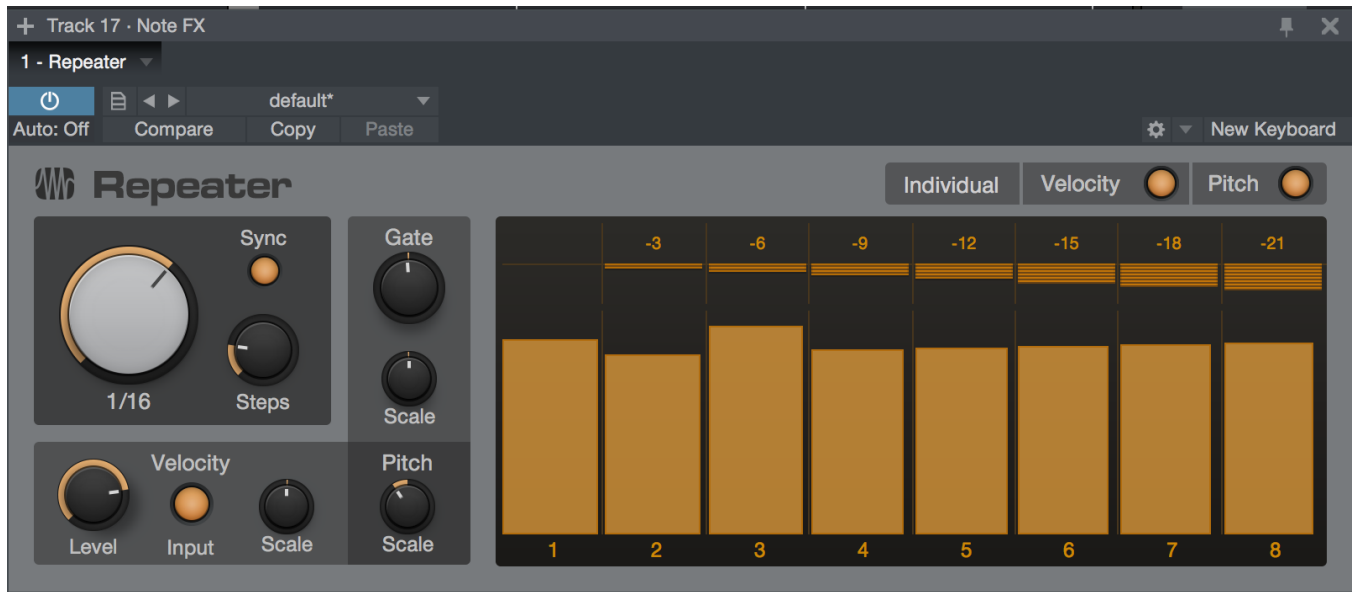 Track 17 · Note FX
1 - Repeater
default*
Auto: Off Compare Copy Paste New Keyboard
Repeater
Individual Velocity Pitch
Sync
1/16
Steps
Gate
Scale
Velocity
Level Input Scale
Pitch
Scale
-3 -6 -9 -12 -15 -18 -21
1 2 3 4 5 6 7 8